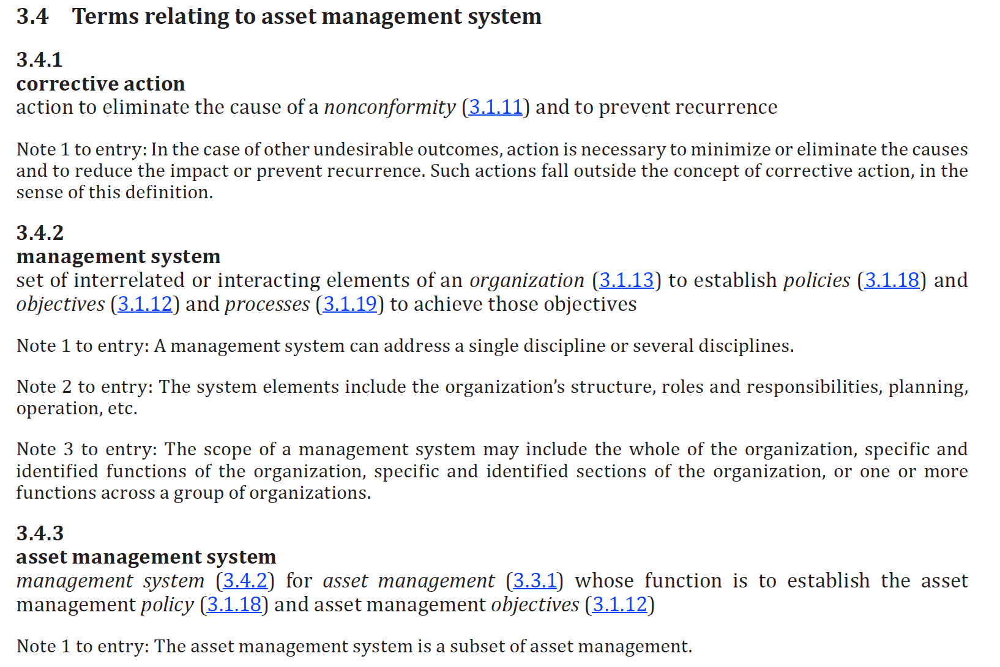 3.4 Terms relating to asset management system
3.4.1
corrective action
action to eliminate the cause of a nonconformity (3.1.11) and to prevent recurrence
Note 1 to entry: In the case of other undesirable outcomes, action is necessary to minimize or eliminate the causes
and to reduce the impact or prevent recurrence. Such actions fall outside the concept of corrective action, in the
sense of this definition.
3.4.2
management system
set of interrelated or interacting elements of an organization (3.1.13) to establish policies (3.1.18) and
objectives (3.1.12) and processes (3.1.19) to achieve those objectives
Note 1 to entry: A management system can address a single discipline or several disciplines.
Note 2 to entry: The system elements include the organization’s structure, roles and responsibilities, planning,
operation, etc.
Note 3 to entry: The scope of a management system may include the whole of the organization, specific and
identified functions of the organization, specific and identified sections of the organization, or one or more
functions across a group of organizations.
3.4.3
asset management system
management system (3.4.2) for asset management (3.3.1) whose function is to establish the asset
management policy (3.1.18) and asset management objectives (3.1.12)
Note 1 to entry: The asset management system is a subset of asset management.